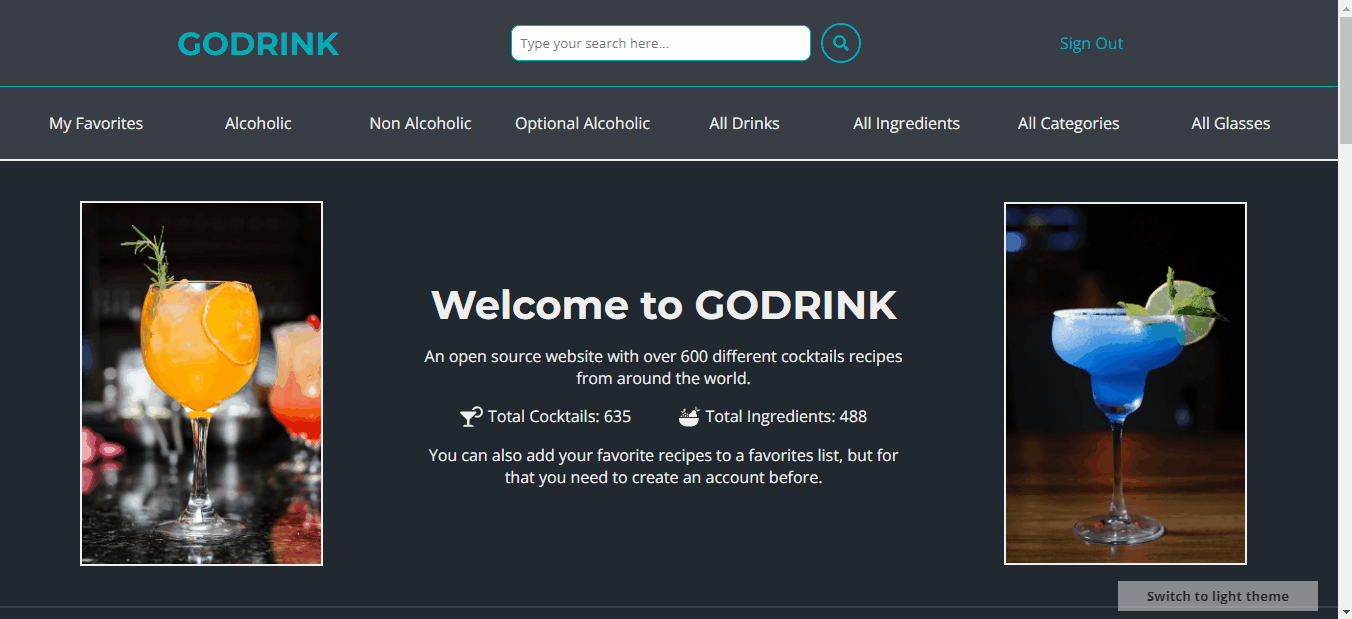 GODRINK
Type your search here...
Sign Out
My Favorites
Alcoholic
Non Alcoholic
Optional Alcoholic
All Drinks
All Ingredients
All Categories
All Glasses
Welcome to GODRINK
An open source website with over 600 different cocktails recipes
from around the world.
Total Cocktails: 635
Total Ingredients: 488
You can also add your favorite recipes to a favorites list, but for
that you need to create an account before.
Switch to light theme